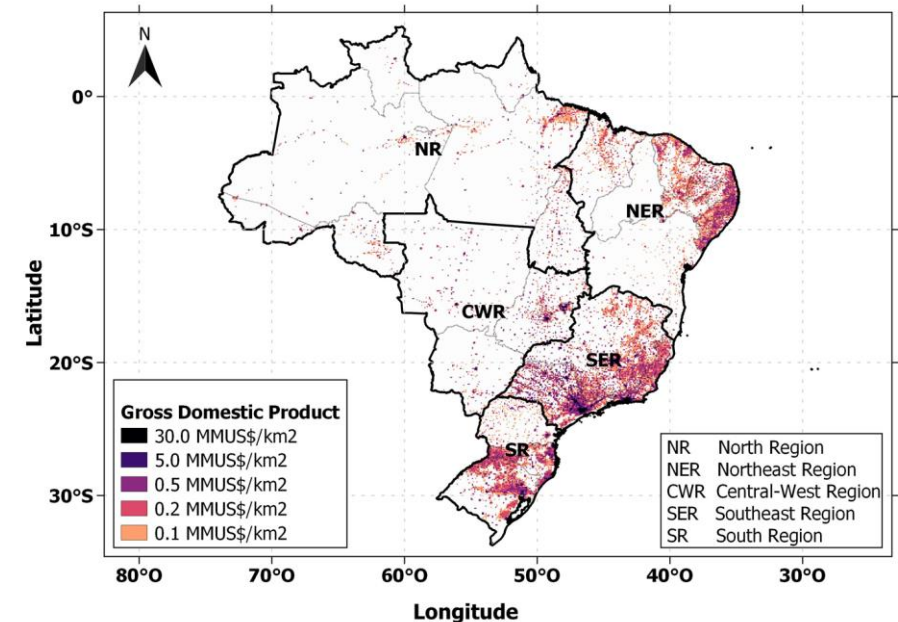 N
Latitude
0°
10°S
20°S
30°S
NR
NER
CWR
SER
SR
Gross Domestic Product
30.0 MMUS$/km2
5.0 MMUS$/km2
0.5 MMUS$/km2
0.2 MMUS$/km2
0.1 MMUS$/km2
NR North Region
NER Northeast Region
CWR Central-West Region
SER Southeast Region
SR South Region
80°O 70°O 60°O 50°O 40°O 30°O
Longitude